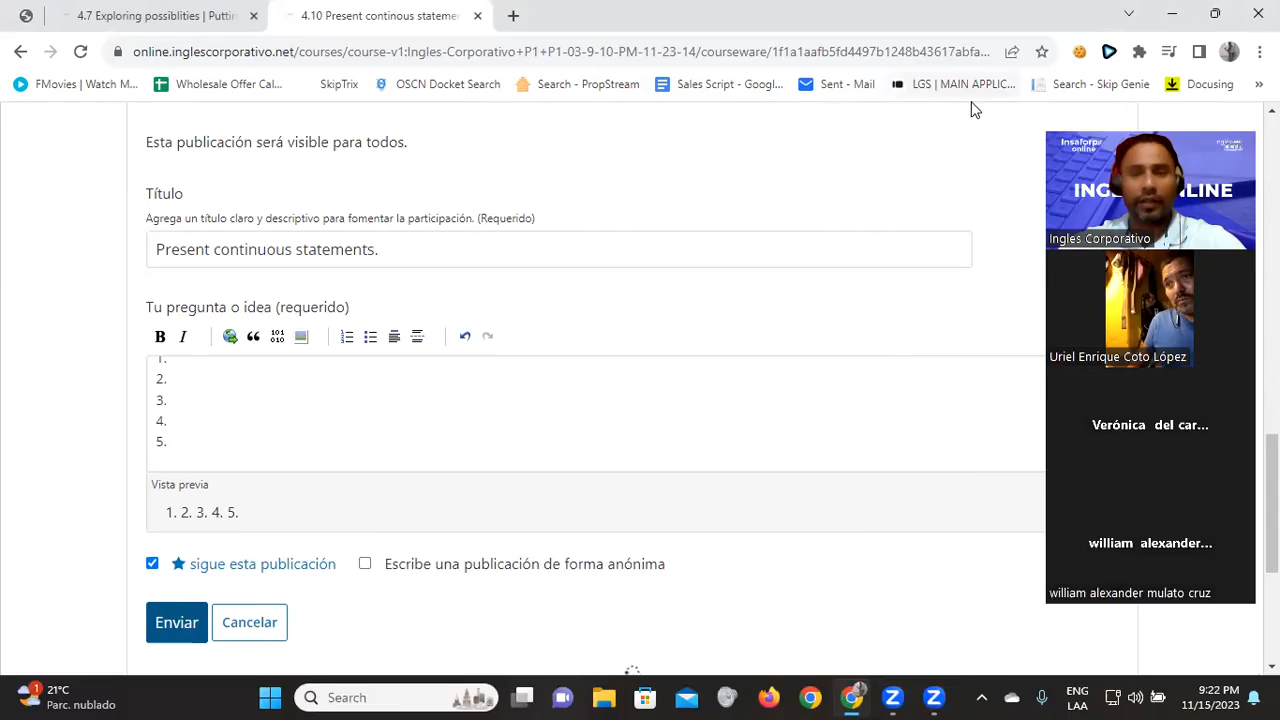 4.7 Exploring possiblities | Puttin
4.10 Present continous statemen
online.inglescorporativo.net/courses/course-v1:Ingles-Corporativo+P1+P1-03-9-10-PM-11-23-14/courseware/1f1a1aafb5fd4497b1248b43617abfa...
FMovies | Watch M... Wholesale Offer Cal... SkipTrix OSCN Docket Search Search - PropStream Sales Script - Googl... Sent - Mail LGS | MAIN APPLIC... Search - Skip Genie Docusing »
Esta publicación será visible para todos.
Título
Agrega un título claro y descriptivo para fomentar la participación. (Requerido)
Present continuous statements.
Tu pregunta o idea (requerido)
B I
1.
2.
3.
4.
5.
Vista previa
1. 2. 3. 4. 5.
sigue esta publicación
Escribe una publicación de forma anónima
Enviar
Cancelar
Insaforp
online
Ingles Corporativo
Uriel Enrique Coto López
Verónica del car...
william alexander...
william alexander mulato cruz
1
21°C
Parc. nublado
Search
ENG
LAA
9:22 PM
11/15/2023